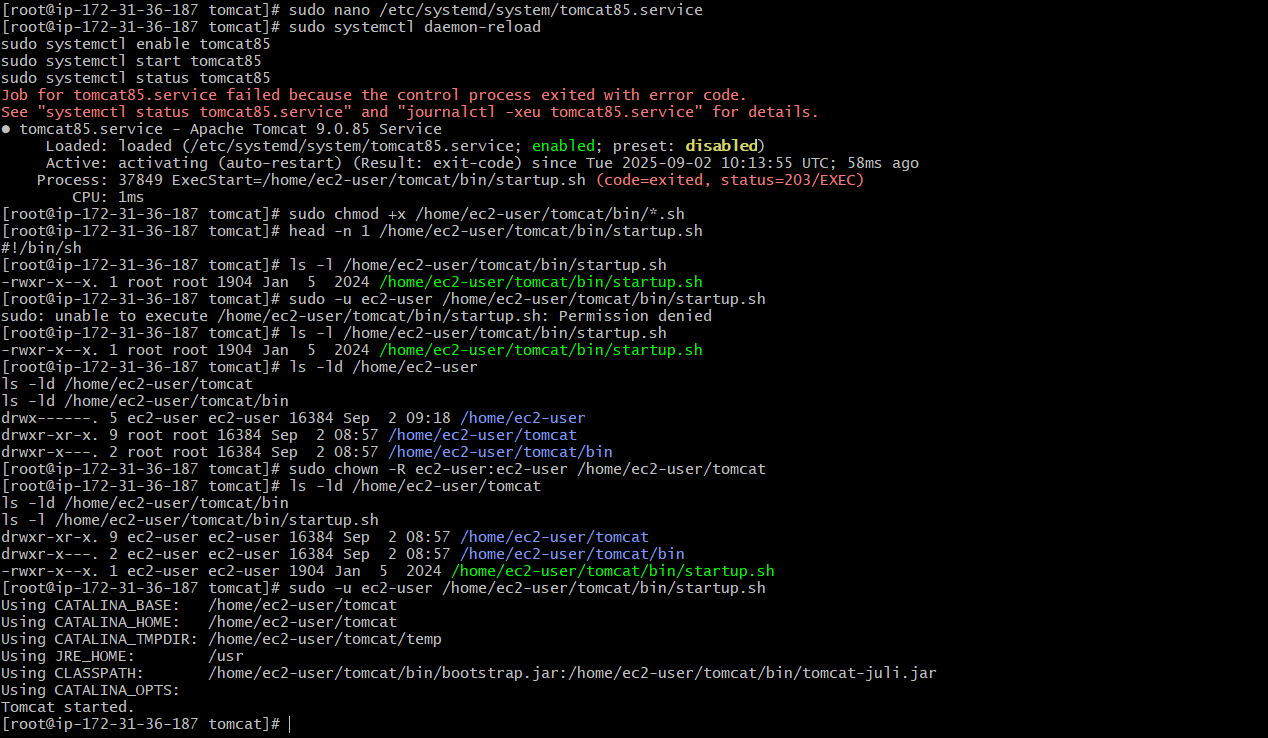 [root@ip-172-31-36-187 tomcat]# sudo nano /etc/systemd/system/tomcat85.service
[root@ip-172-31-36-187 tomcat]# sudo systemctl daemon-reload
sudo systemctl enable tomcat85
sudo systemctl start tomcat85
sudo systemctl status tomcat85
Job for tomcat85.service failed because the control process exited with error code.
See "systemctl status tomcat85.service" and "journalctl -xeu tomcat85.service" for details.
● tomcat85.service - Apache Tomcat 9.0.85 Service
     Loaded: loaded (/etc/systemd/system/tomcat85.service; enabled; preset: disabled)
     Active: activating (auto-restart) (Result: exit-code) since Tue 2025-09-02 10:13:55 UTC; 58ms ago
    Process: 37849 ExecStart=/home/ec2-user/tomcat/bin/startup.sh (code=exited, status=203/EXEC)
        CPU: 1ms
[root@ip-172-31-36-187 tomcat]# sudo chmod +x /home/ec2-user/tomcat/bin/*.sh
[root@ip-172-31-36-187 tomcat]# head -n 1 /home/ec2-user/tomcat/bin/startup.sh
#!/bin/sh
[root@ip-172-31-36-187 tomcat]# ls -l /home/ec2-user/tomcat/bin/startup.sh
-rwxr-x--x. 1 root root 1904 Jan  5  2024 /home/ec2-user/tomcat/bin/startup.sh
[root@ip-172-31-36-187 tomcat]# sudo -u ec2-user /home/ec2-user/tomcat/bin/startup.sh
sudo: unable to execute /home/ec2-user/tomcat/bin/startup.sh: Permission denied
[root@ip-172-31-36-187 tomcat]# ls -l /home/ec2-user/tomcat/bin/startup.sh
-rwxr-x--x. 1 root root 1904 Jan  5  2024 /home/ec2-user/tomcat/bin/startup.sh
[root@ip-172-31-36-187 tomcat]# ls -ld /home/ec2-user
ls -ld /home/ec2-user/tomcat
ls -ld /home/ec2-user/tomcat/bin
drwx------. 5 ec2-user ec2-user 16384 Sep  2 09:18 /home/ec2-user
drwxr-xr-x. 9 root root 16384 Sep  2 08:57 /home/ec2-user/tomcat
drwxr-x---. 2 root root 16384 Sep  2 08:57 /home/ec2-user/tomcat/bin
[root@ip-172-31-36-187 tomcat]# sudo chown -R ec2-user:ec2-user /home/ec2-user/tomcat
[root@ip-172-31-36-187 tomcat]# ls -ld /home/ec2-user/tomcat
ls -ld /home/ec2-user/tomcat/bin
ls -l /home/ec2-user/tomcat/bin/startup.sh
drwxr-xr-x. 9 ec2-user ec2-user 16384 Sep  2 08:57 /home/ec2-user/tomcat
drwxr-x---. 2 ec2-user ec2-user 16384 Sep  2 08:57 /home/ec2-user/tomcat/bin
-rwxr-x--x. 1 ec2-user ec2-user 1904 Jan  5  2024 /home/ec2-user/tomcat/bin/startup.sh
[root@ip-172-31-36-187 tomcat]# sudo -u ec2-user /home/ec2-user/tomcat/bin/startup.sh
Using CATALINA_BASE:   /home/ec2-user/tomcat
Using CATALINA_HOME:   /home/ec2-user/tomcat
Using CATALINA_TMPDIR: /home/ec2-user/tomcat/temp
Using JRE_HOME:        /usr
Using CLASSPATH:       /home/ec2-user/tomcat/bin/bootstrap.jar:/home/ec2-user/tomcat/bin/tomcat-juli.jar
Using CATALINA_OPTS:
Tomcat started.
[root@ip-172-31-36-187 tomcat]#